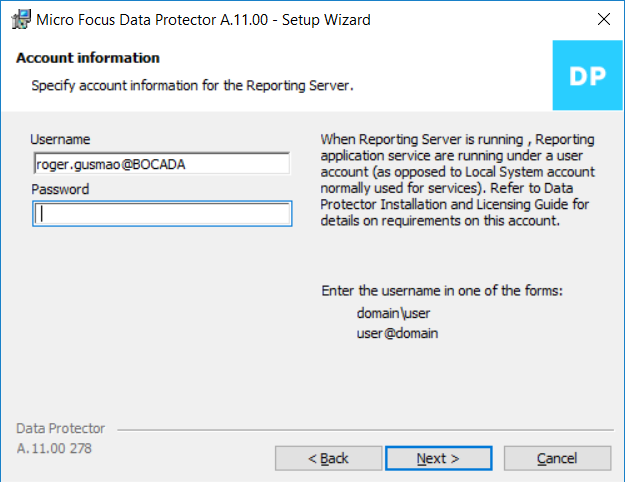 Micro Focus Data Protector A.11.00 - Setup Wizard
Account information
Specify account information for the Reporting Server.
DP
Username
roger.gusmao@BOCADA
Password
When Reporting Server is running , Reporting
application service are running under a user
account (as opposed to Local System account
normally used for services). Refer to Data
Protector Installation and Licensing Guide for
details on requirements on this account.
Enter the username in one of the forms:
domain\user
user@domain
Data Protector
A.11.00 278
< Back
Next >
Cancel